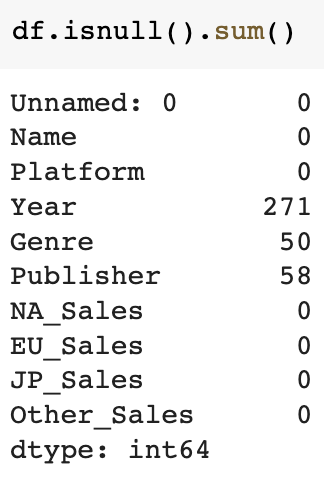 df.isnull().sum()
Unnamed: 0 0
Name 0
Platform 0
Year 271
Genre 50
Publisher 58
NA_Sales 0
EU_Sales 0
JP_Sales 0
Other_Sales 0
dtype: int64